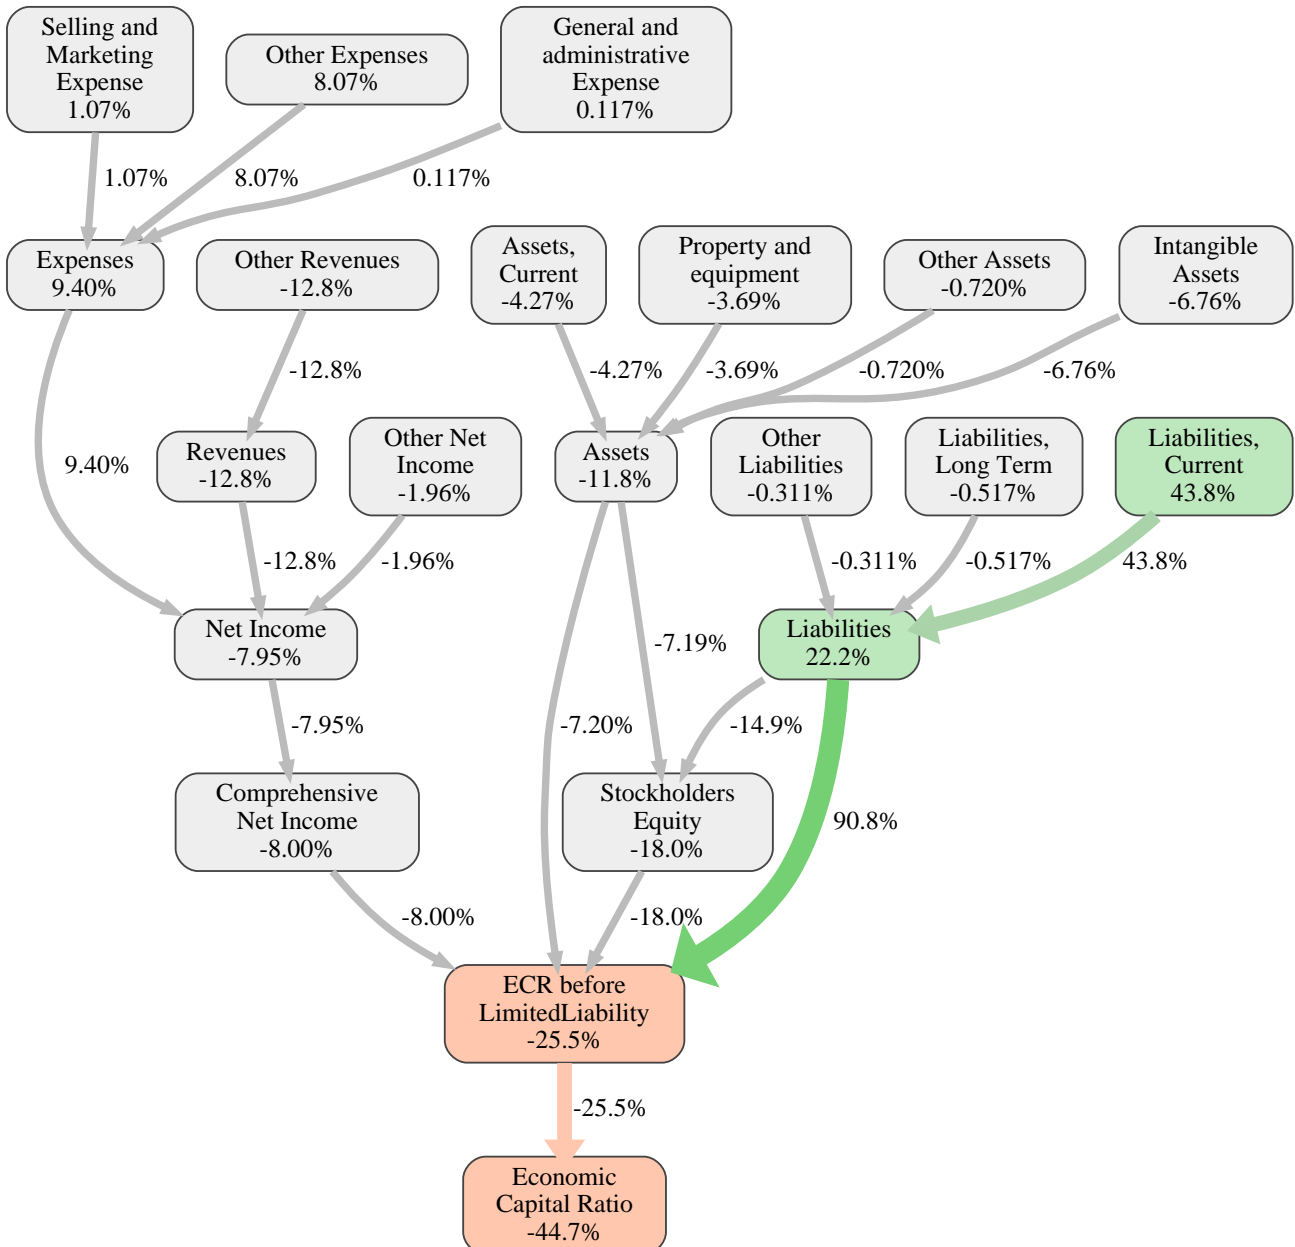 Selling and
Marketing
Expense
1.07%
Other Expenses
8.07%
General and
administrative
Expense
0.117%
1.07%
8.07%
0.117%
Expenses
9.40%
Other Revenues
-12.8%
Assets,
Current
-4.27%
Property and
equipment
-3.69%
Other Assets
-0.720%
Intangible
Assets
-6.76%
-12.8%
-4.27%
-3.69%
-0.720%
-6.76%
9.40%
Revenues
-12.8%
Other Net
Income
-1.96%
Assets
-11.8%
Other
Liabilities
-0.311%
Liabilities,
Long Term
-0.517%
Liabilities,
Current
43.8%
-12.8%
-1.96%
-0.311%
-0.517%
43.8%
Net Income
-7.95%
-7.19%
Liabilities
22.2%
-7.95%
-7.20%
-14.9%
Comprehensive
Net Income
-8.00%
Stockholders
Equity
-18.0%
90.8%
-8.00%
-18.0%
ECR before
LimitedLiability
-25.5%
-25.5%
Economic
Capital Ratio
-44.7%